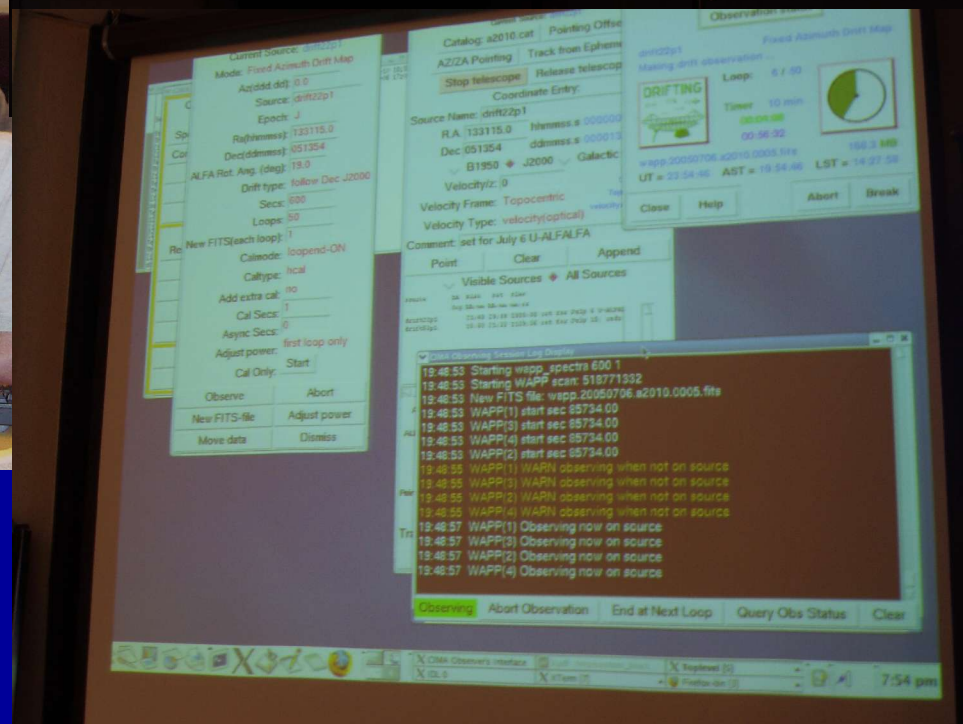 Current Source: drift22p1
Mode: Fixed Azimuth Drift Map
Az(ddd.dd): 0.0
Source: drift22p1
Epoch: J
Ra(hhmmss): 133115.0
Dec(ddmmss): 051354
ALFA Rot. Ang. (deg): 19.0
Drift type: follow Dec J2000
Secs: 600
Loops: 50
New FITS(each loop): 1
Calmode: loopend-ON
Caltype: hcal
Add extra cal: no
Cal Secs: 1
Async Secs: 0
Adjust power: first loop only
Cal Only: Start
Observe Abort
New FITS-file Adjust power
Move data Dismiss
Catalog: a2010.cat Pointing Offse
AZ/ZA Pointing Track from Epheme
Stop telescope Release telescop
Coordinate Entry:
Source Name: drift22p1
R.A. 133115.0 hhmmss.s
Dec 051354 ddmmss.s
B1950 J2000 Galactic
Velocity/z: 0
Velocity Frame: Topocentric
Velocity Type: velocity(optical)
Comment: set for July 6 U-ALFALFA
Point Clear Append
Visible Sources All Sources
drift22p1 Fixed Azimuth Drift Map
Making drift observation ...
DRIFTING
Loop: 6 / 50
Timer 10 min
00:56:32
MB
wapp.20050706.a2010.0005.fits
UT = 23:54:46 AST = 19:54:46 LST = 14:27:58
Close Help Abort Break
CIMA Observing Session Log Display
19:48:53 Starting wapp_spectra 600 1
19:48:53 Starting WAPP scan: 518771332
19:48:53 New FITS file: wapp.20050706.a2010.0005.fits
19:48:53 WAPP(1) start sec 85734.00
19:48:53 WAPP(3) start sec 85734.00
19:48:53 WAPP(4) start sec 85734.00
19:48:53 WAPP(2) start sec 85734.00
19:48:55 WAPP(1) WARN observing when not on source
19:48:55 WAPP(3) WARN observing when not on source
19:48:55 WAPP(2) WARN observing when not on source
19:48:55 WAPP(4) WARN observing when not on source
19:48:57 WAPP(1) Observing now on source
19:48:57 WAPP(3) Observing now on source
19:48:57 WAPP(2) Observing now on source
19:48:57 WAPP(4) Observing now on source
Observing Abort Observation End at Next Loop Query Obs Status Clear
CIMA Observer's Interface
Toplevel [5]
IDL 0
XTerm [7]
7:54 pm